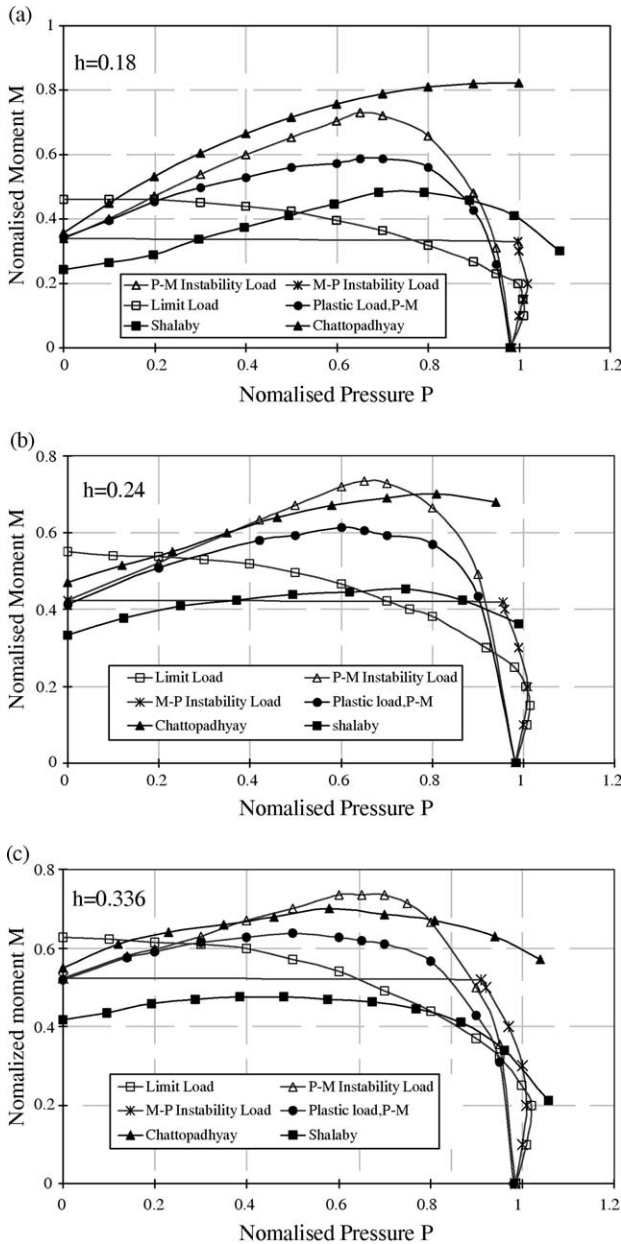 (a)
1
0.8
0.6
0.4
0.2
0
Nomalised Moment M
h=0.18
P-M Instability Load
M-P Instability Load
Limit Load
Plastic Load,P-M
Shalaby
Chattopadhyay
0 0.2 0.4 0.6 0.8 1 1.2
Nomalised Pressure P
(b)
0.8
0.6
0.4
0.2
0
Nomalised Moment M
h=0.24
Limit Load
P-M Instability Load
M-P Instability Load
Plastic load,P-M
Chattopadhyay
shalaby
0 0.2 0.4 0.6 0.8 1 1.2
Nomalised Pressure P
(c)
0.8
0.6
0.4
0.2
0
Nomalized moment M
h=0.336
Limit Load
P-M Instability Load
M-P Instability Load
Plastic load,P-M
Chattopadhyay
Shalaby
0 0.2 0.4 0.6 0.8 1 1.2
Nomalised Pressure P